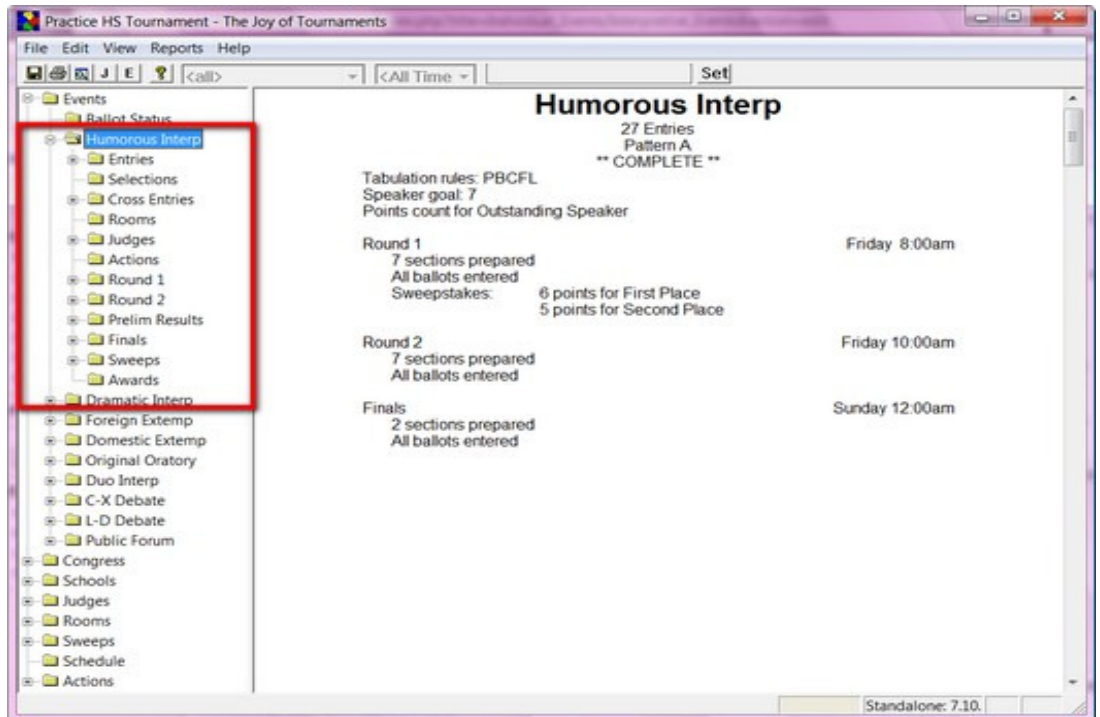 Practice HS Tournament - The Joy of Tournaments
File Edit View Reports Help
J E ? <all> <All Time Set
Events
Ballot Status
Humorous Interp
Entries
Selections
Cross Entries
Rooms
Judges
Actions
Round 1
Round 2
Prelim Results
Finals
Sweeps
Awards
Dramatic Interp
Foreign Extemp
Domestic Extemp
Original Oratory
Duo Interp
C-X Debate
L-D Debate
Public Forum
Congress
Schools
Judges
Rooms
Sweeps
Schedule
Actions
Humorous Interp
27 Entries
Pattern A
** COMPLETE **
Tabulation rules: PBCFL
Speaker goal: 7
Points count for Outstanding Speaker
Round 1 Friday 8:00am
7 sections prepared
All ballots entered
Sweepstakes: 6 points for First Place
5 points for Second Place
Round 2 Friday 10:00am
7 sections prepared
All ballots entered
Finals Sunday 12:00am
2 sections prepared
All ballots entered
Standalone: 7.10.